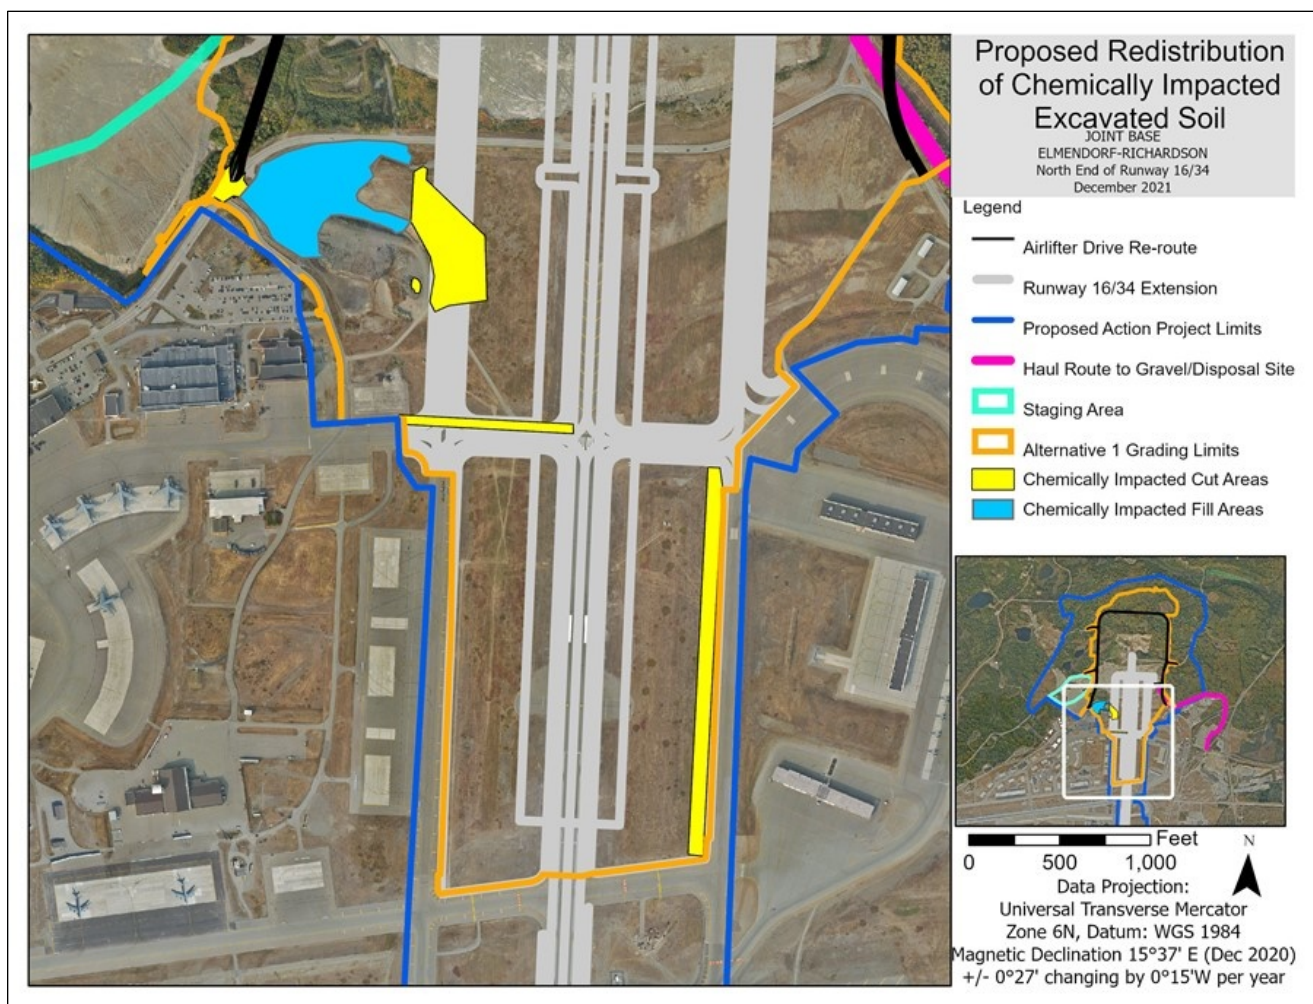 Proposed Redistribution
of Chemically Impacted
Excavated Soil
JOINT BASE
ELMENDORF-RICHARDSON
North End of Runway 16/34
December 2021
Legend
Airlifter Drive Re-route
Runway 16/34 Extension
Proposed Action Project Limits
Haul Route to Gravel/Disposal Site
Staging Area
Alternative 1 Grading Limits
Chemically Impacted Cut Areas
Chemically Impacted Fill Areas
Feet
N
0 500 1,000
Data Projection:
Universal Transverse Mercator
Zone 6N, Datum: WGS 1984
Magnetic Declination 15°37' E (Dec 2020)
+/- 0°27' changing by 0°15'W per year